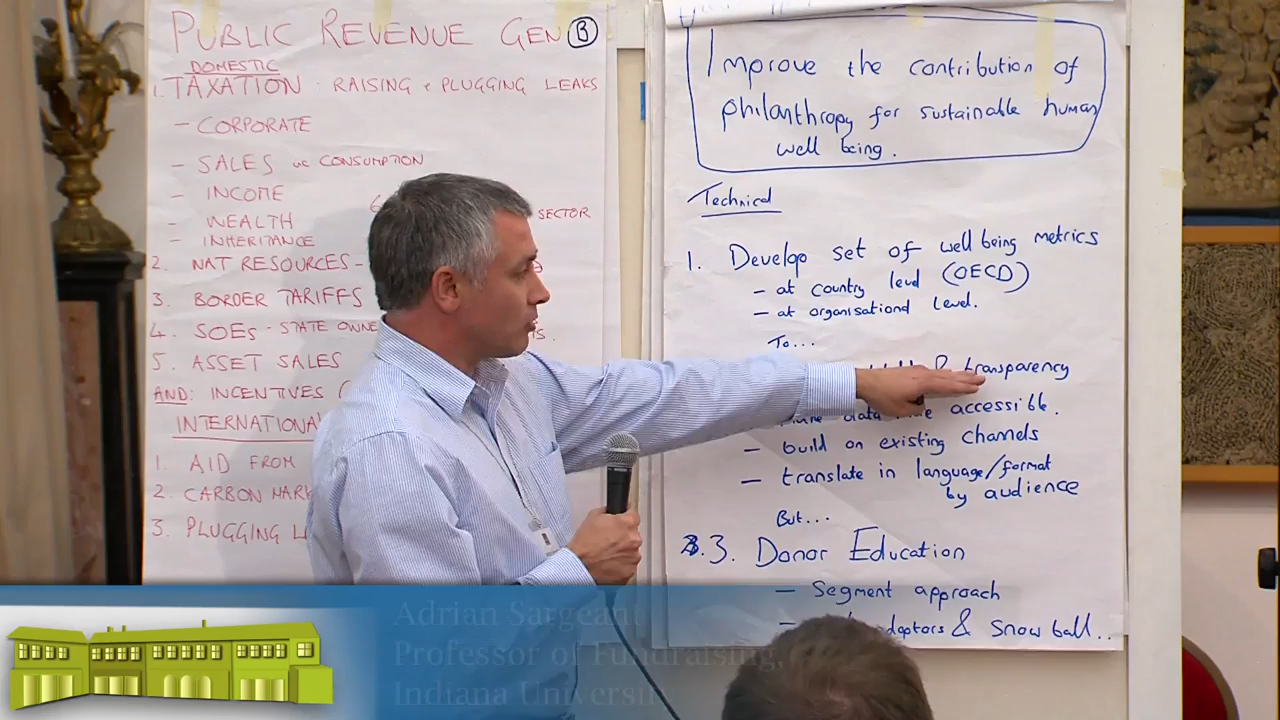 PUBLIC REVENUE GEN B
DOMESTIC
1. TAXATION - RAISING + PLUGGING LEAKS
- CORPORATE
- SALES ie CONSUMPTION
- INCOME
- WEALTH
SECTOR
- INHERITANCE
2. NAT RESOURCES -
3. BORDER TARIFFS
4. SOEs - STATE OWNE
5. ASSET SALES
AND: INCENTIVES (
INTERNATIONA
1. AID FROM
2. CARBON MAR
3. PLUGGING L
Improve the contribution of
philanthropy for sustainable human
well being.
Technical
1. Develop set of well being metrics
- at country level (OECD)
- at organisational level.
To...
transparency
accessible.
- build on existing channels
- translate in language/format
by audience
But...
3. Donor Education
- Segment approach
adaptors & snow ball..
Adrian Sargeant
Professor of Fundraising,
Indiana University